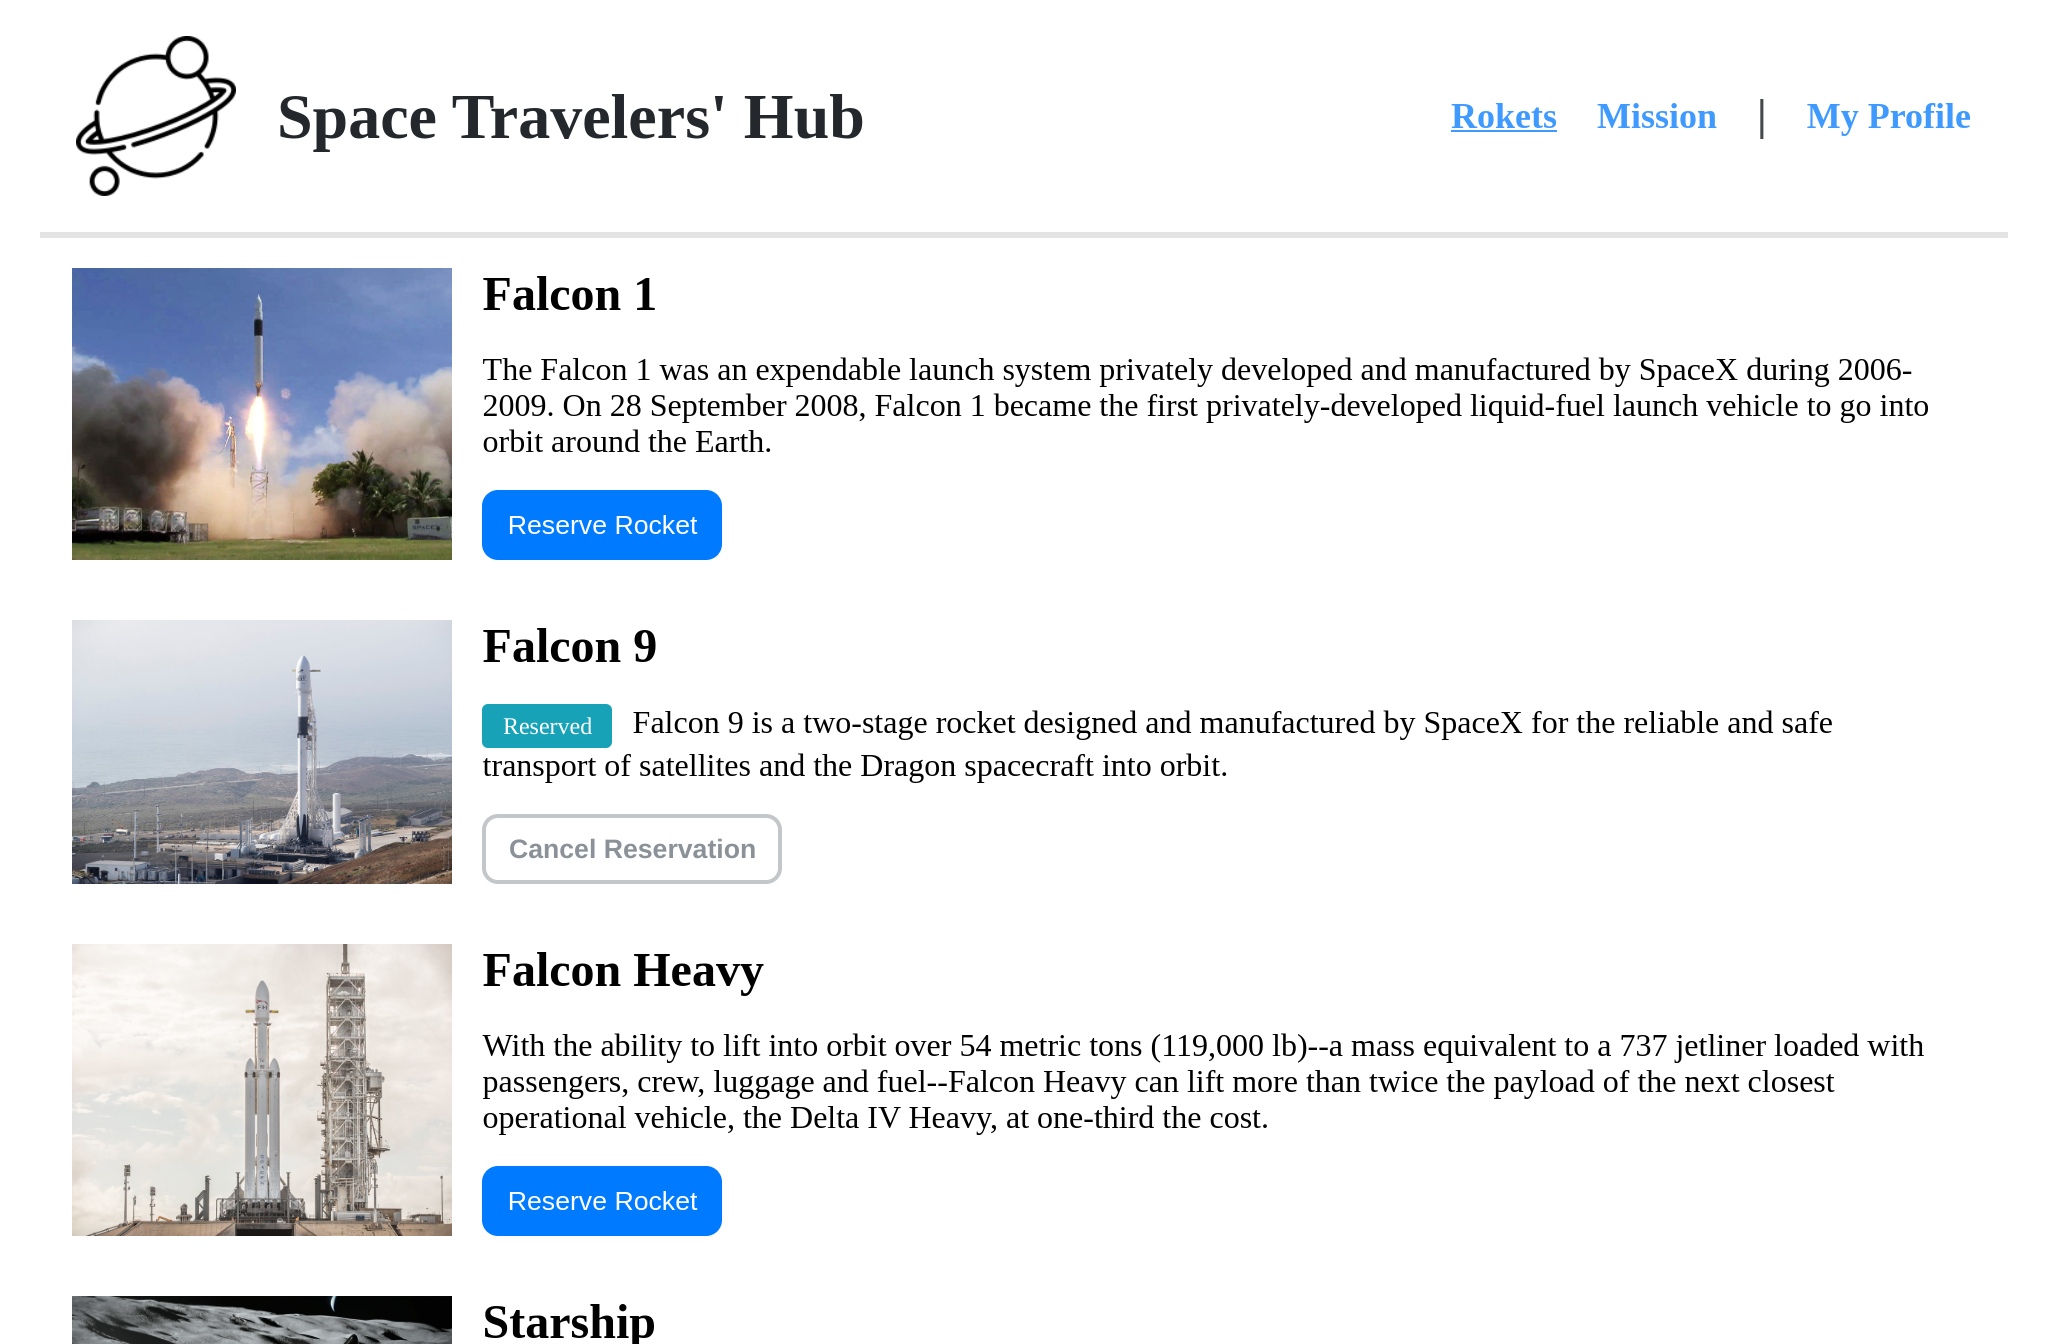 Space Travelers' Hub
Rokets Mission | My Profile
Falcon 1
The Falcon 1 was an expendable launch system privately developed and manufactured by SpaceX during 2006-
2009. On 28 September 2008, Falcon 1 became the first privately-developed liquid-fuel launch vehicle to go into
orbit around the Earth.
Reserve Rocket
Falcon 9
Reserved Falcon 9 is a two-stage rocket designed and manufactured by SpaceX for the reliable and safe
transport of satellites and the Dragon spacecraft into orbit.
Cancel Reservation
Falcon Heavy
With the ability to lift into orbit over 54 metric tons (119,000 lb)--a mass equivalent to a 737 jetliner loaded with
passengers, crew, luggage and fuel--Falcon Heavy can lift more than twice the payload of the next closest
operational vehicle, the Delta IV Heavy, at one-third the cost.
Reserve Rocket
Starship